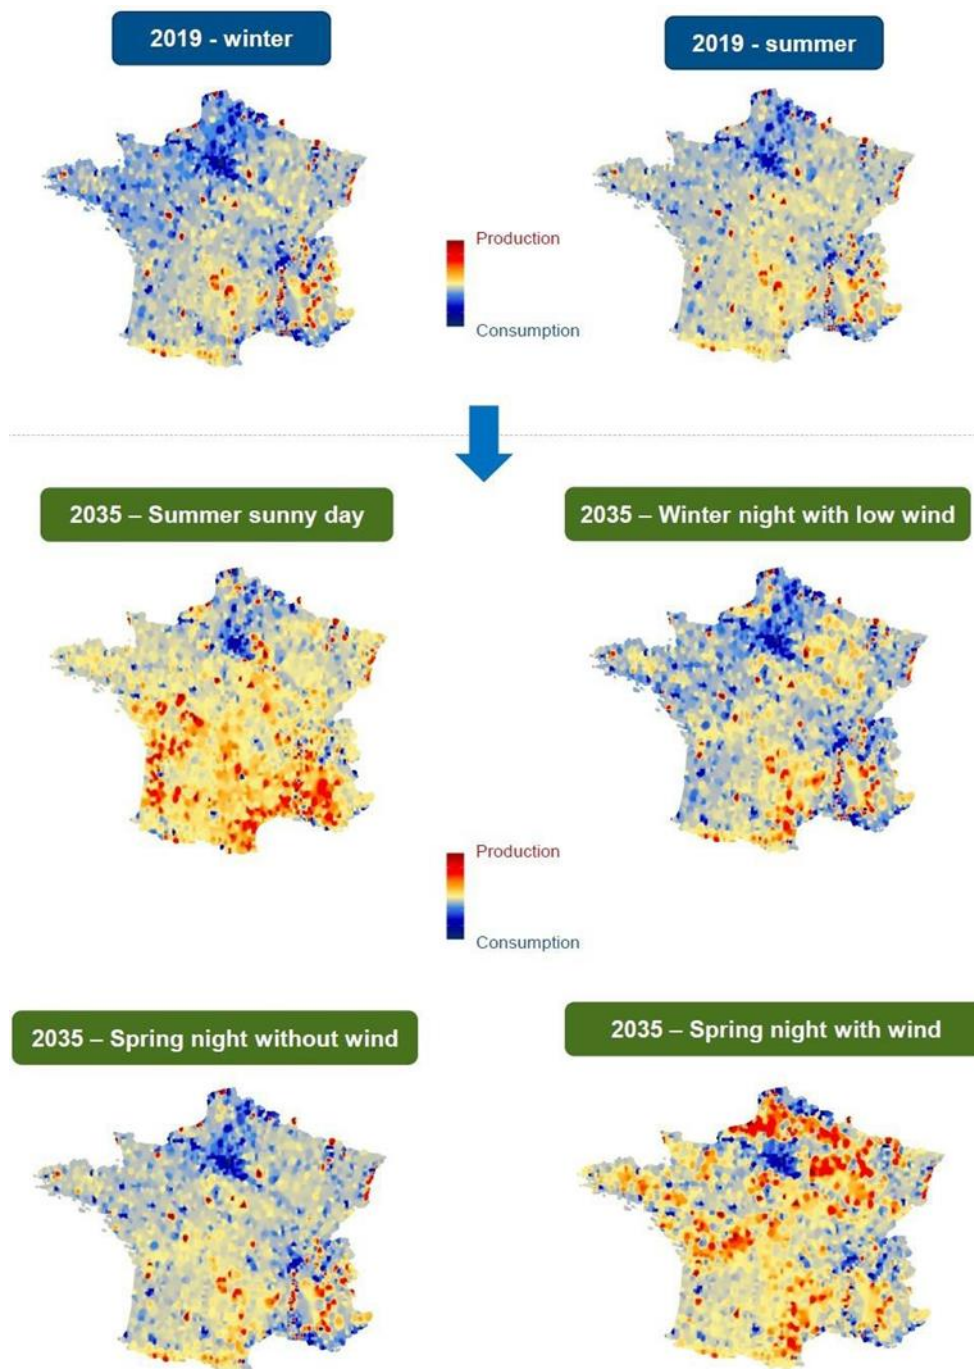 2019 - winter
2019 - summer
Production
Consumption
2035 – Summer sunny day
2035 – Winter night with low wind
Production
Consumption
2035 – Spring night without wind
2035 – Spring night with wind